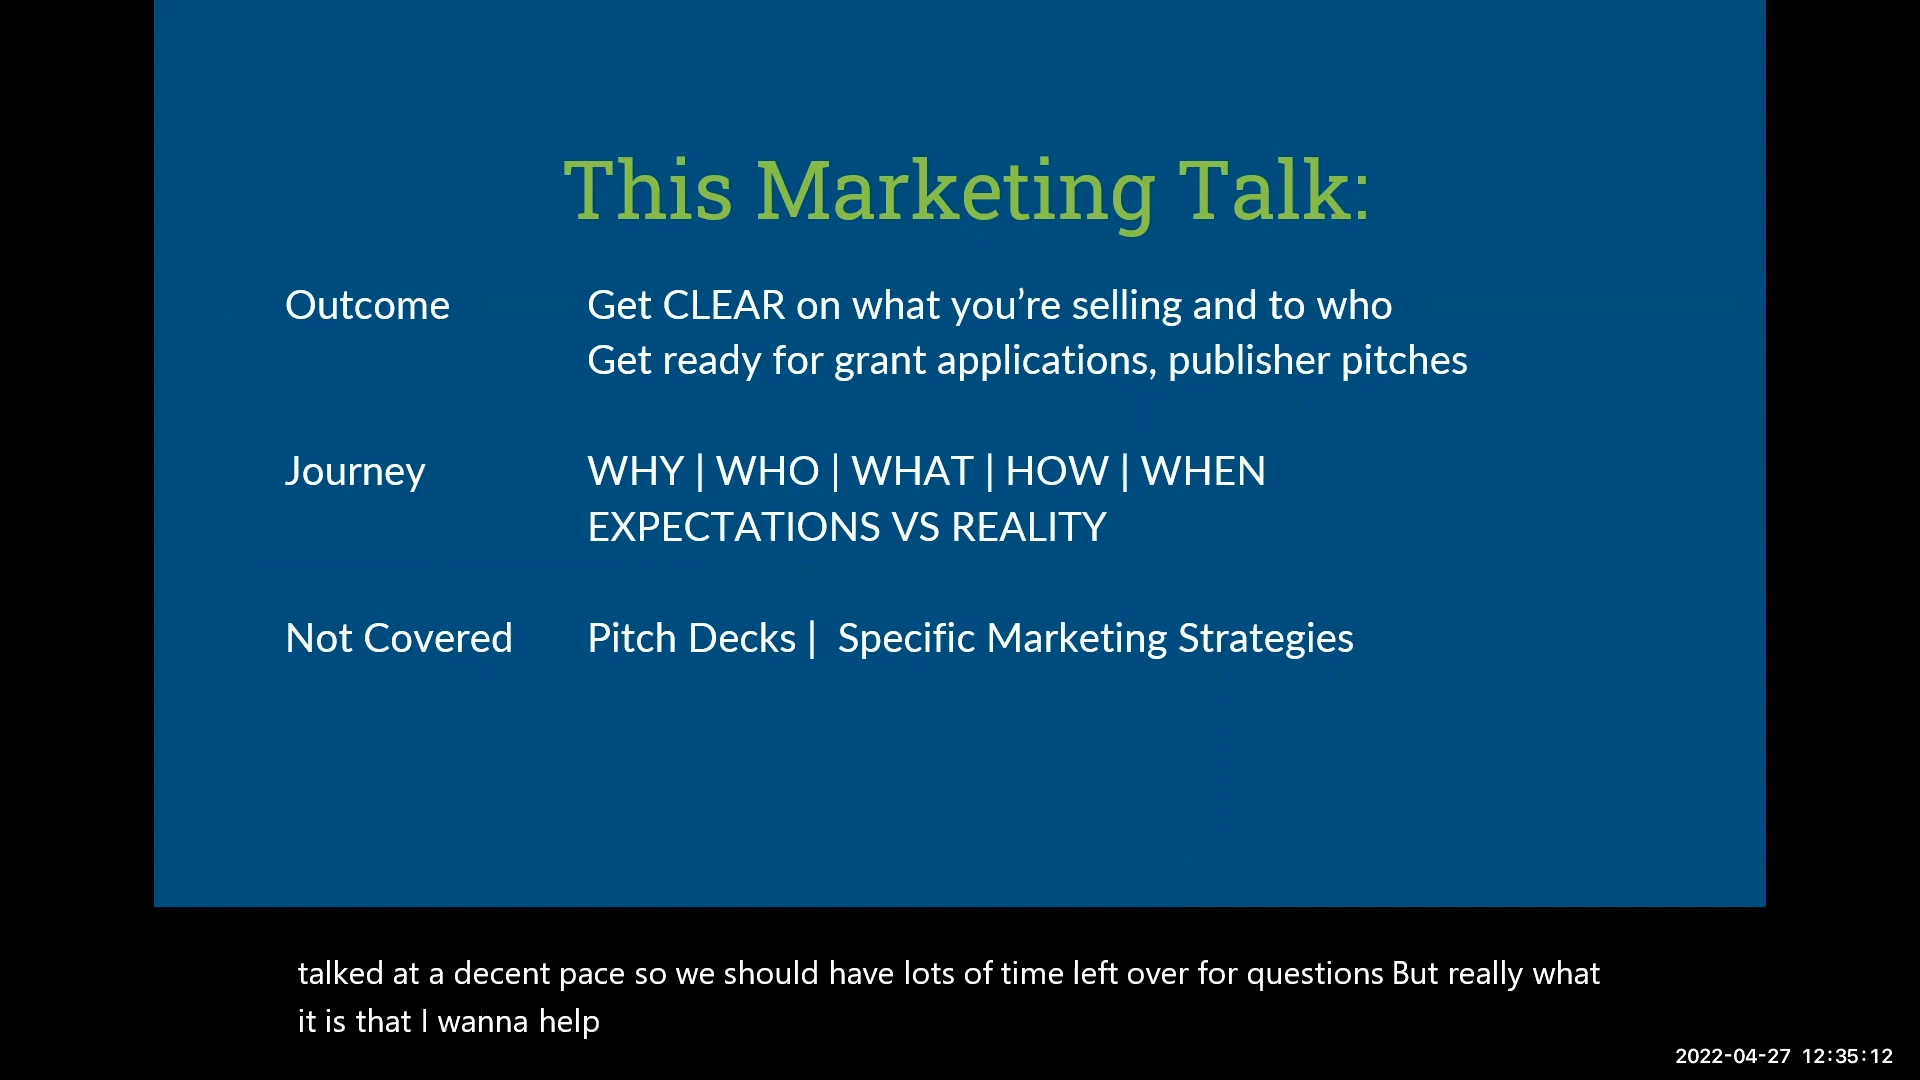 This Marketing Talk:
Outcome Get CLEAR on what you’re selling and to who
Get ready for grant applications, publisher pitches
Journey WHY | WHO | WHAT | HOW | WHEN
EXPECTATIONS VS REALITY
Not Covered Pitch Decks | Specific Marketing Strategies
talked at a decent pace so we should have lots of time left over for questions But really what
it is that I wanna help
2022-04-27 12:35:12